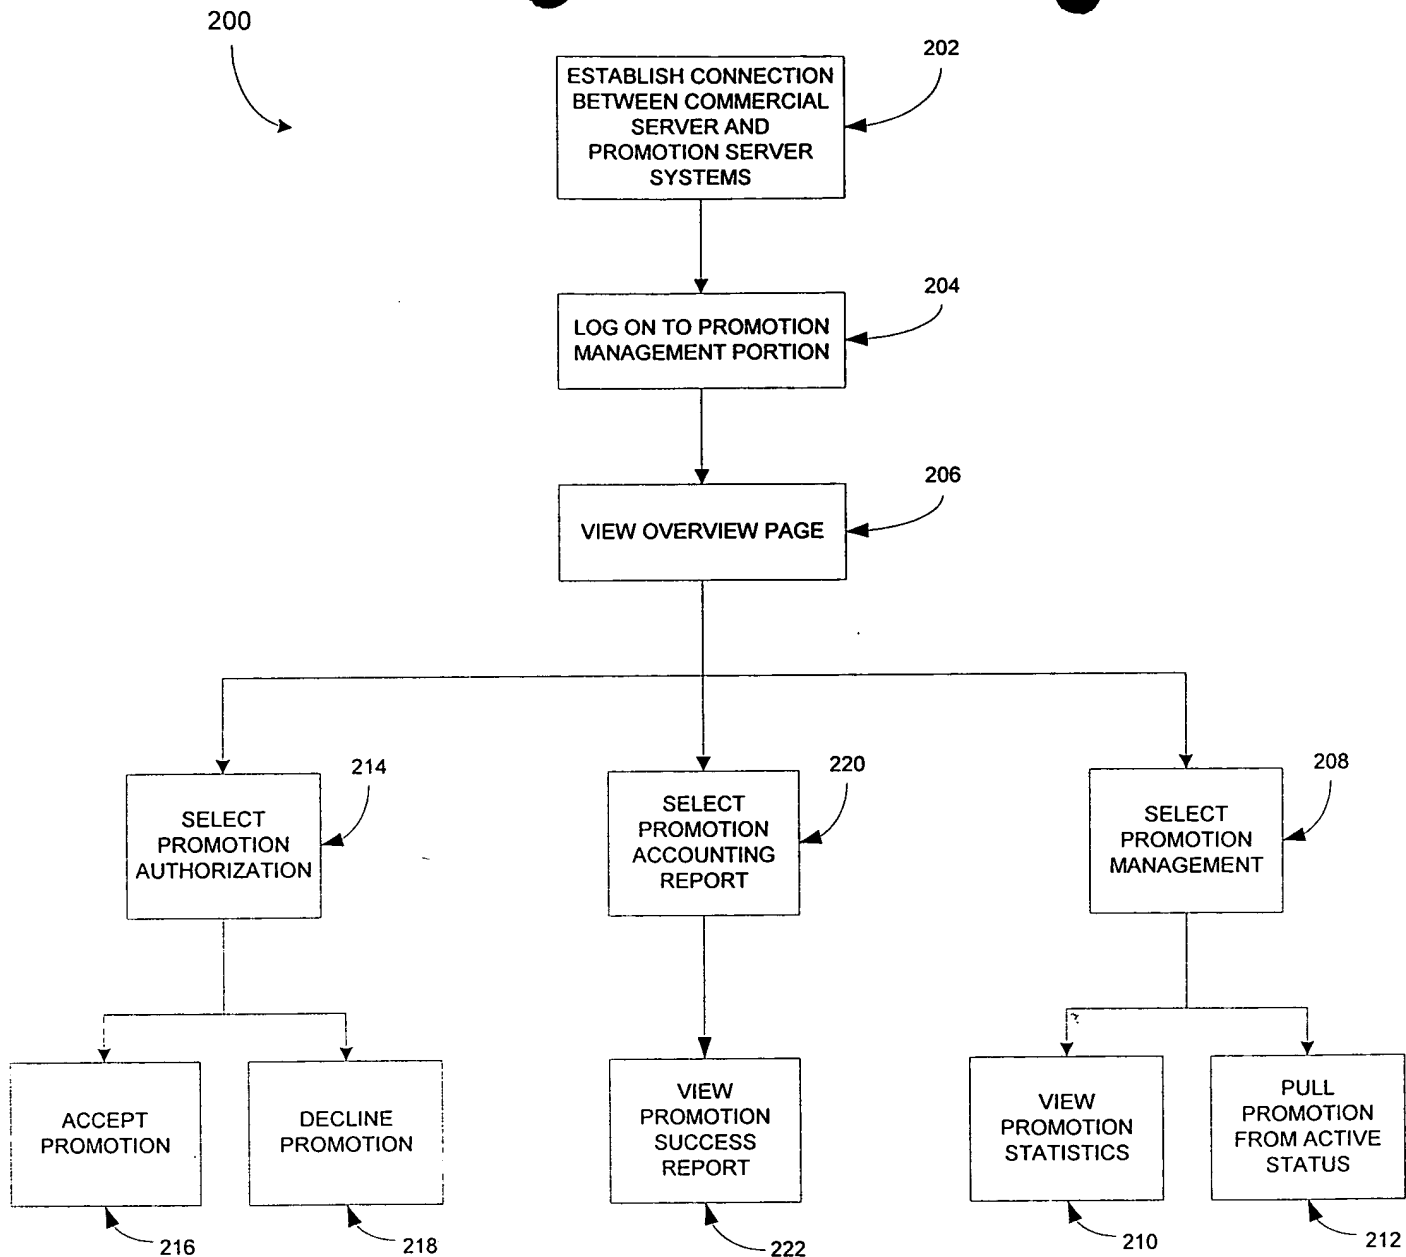 200
202
ESTABLISH CONNECTION
BETWEEN COMMERCIAL
SERVER AND
PROMOTION SERVER
SYSTEMS
204
LOG ON TO PROMOTION
MANAGEMENT PORTION
206
VIEW OVERVIEW PAGE
214
SELECT
PROMOTION
AUTHORIZATION
220
SELECT
PROMOTION
ACCOUNTING
REPORT
208
SELECT
PROMOTION
MANAGEMENT
ACCEPT
PROMOTION
216
DECLINE
PROMOTION
218
VIEW
PROMOTION
SUCCESS
REPORT
222
VIEW
PROMOTION
STATISTICS
210
PULL
PROMOTION
FROM ACTIVE
STATUS
212